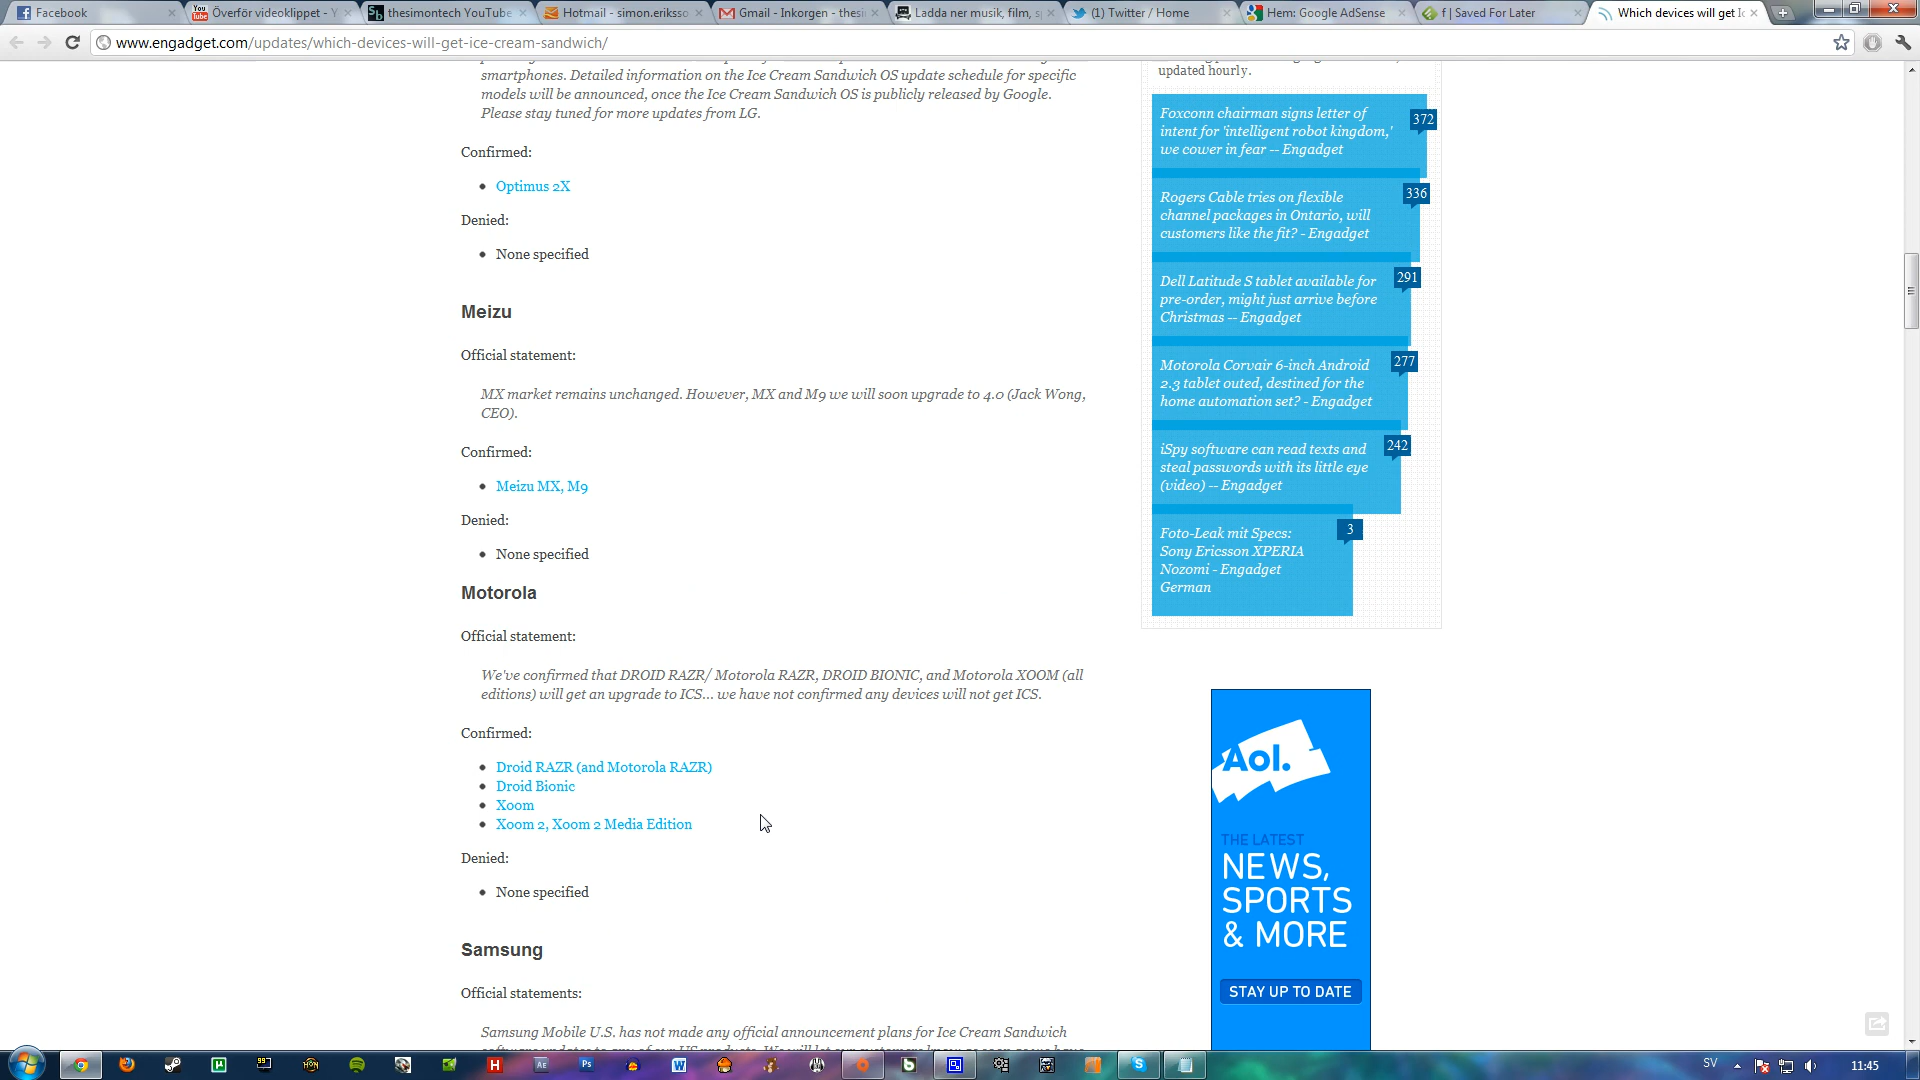 Facebook
Överför videoklippet - Y
thesimontech YouTube
Hotmail - simon.erikss
Gmail - Inkorgen - thesi
Ladda ner musik, film, s
(1) Twitter / Home
Hem: Google AdSense
f | Saved For Later
Which devices will get I
www.engadget.com/updates/which-devices-will-get-ice-cream-sandwich/
smartphones. Detailed information on the Ice Cream Sandwich OS update schedule for specific
models will be announced, once the Ice Cream Sandwich OS is publicly released by Google.
Please stay tuned for more updates from LG.
Confirmed:
Optimus 2X
Denied:
None specified
Meizu
Official statement:
MX market remains unchanged. However, MX and M9 we will soon upgrade to 4.0 (Jack Wong,
CEO).
Confirmed:
Meizu MX, M9
Denied:
None specified
Motorola
Official statement:
We've confirmed that DROID RAZR/ Motorola RAZR, DROID BIONIC, and Motorola XOOM (all
editions) will get an upgrade to ICS... we have not confirmed any devices will not get ICS.
Confirmed:
Droid RAZR (and Motorola RAZR)
Droid Bionic
Xoom
Xoom 2, Xoom 2 Media Edition
Denied:
None specified
Samsung
Official statements:
Samsung Mobile U.S. has not made any official announcement plans for Ice Cream Sandwich
updated hourly.
Foxconn chairman signs letter of
intent for 'intelligent robot kingdom,'
we cower in fear -- Engadget
372
Rogers Cable tries on flexible
channel packages in Ontario, will
customers like the fit? - Engadget
336
Dell Latitude S tablet available for
pre-order, might just arrive before
Christmas -- Engadget
291
Motorola Corvair 6-inch Android
2.3 tablet outed, destined for the
home automation set? - Engadget
277
iSpy software can read texts and
steal passwords with its little eye
(video) -- Engadget
242
Foto-Leak mit Specs:
Sony Ericsson XPERIA
Nozomi - Engadget
German
3
Aol.
THE LATEST
NEWS,
SPORTS
& MORE
STAY UP TO DATE
SV
11:45